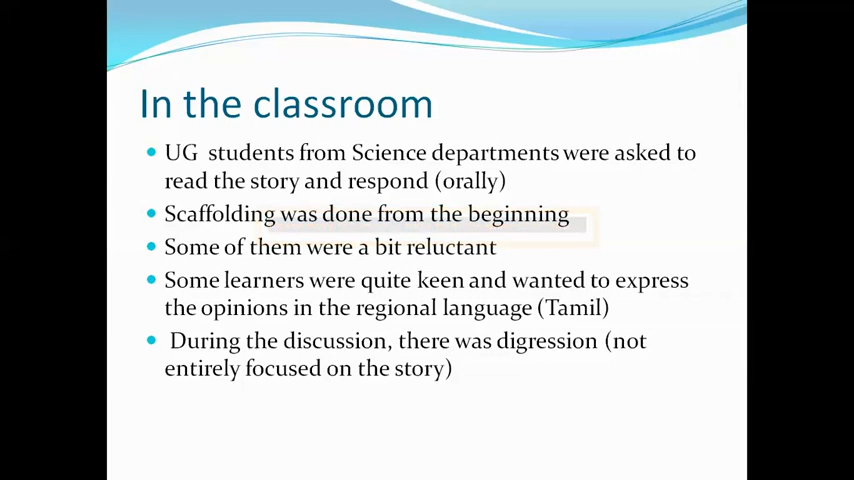 In the classroom
UG students from Science departments were asked to
read the story and respond (orally)
Scaffolding was done from the beginning
Some of them were a bit reluctant
Some learners were quite keen and wanted to express
the opinions in the regional language (Tamil)
During the discussion, there was digression (not
entirely focused on the story)